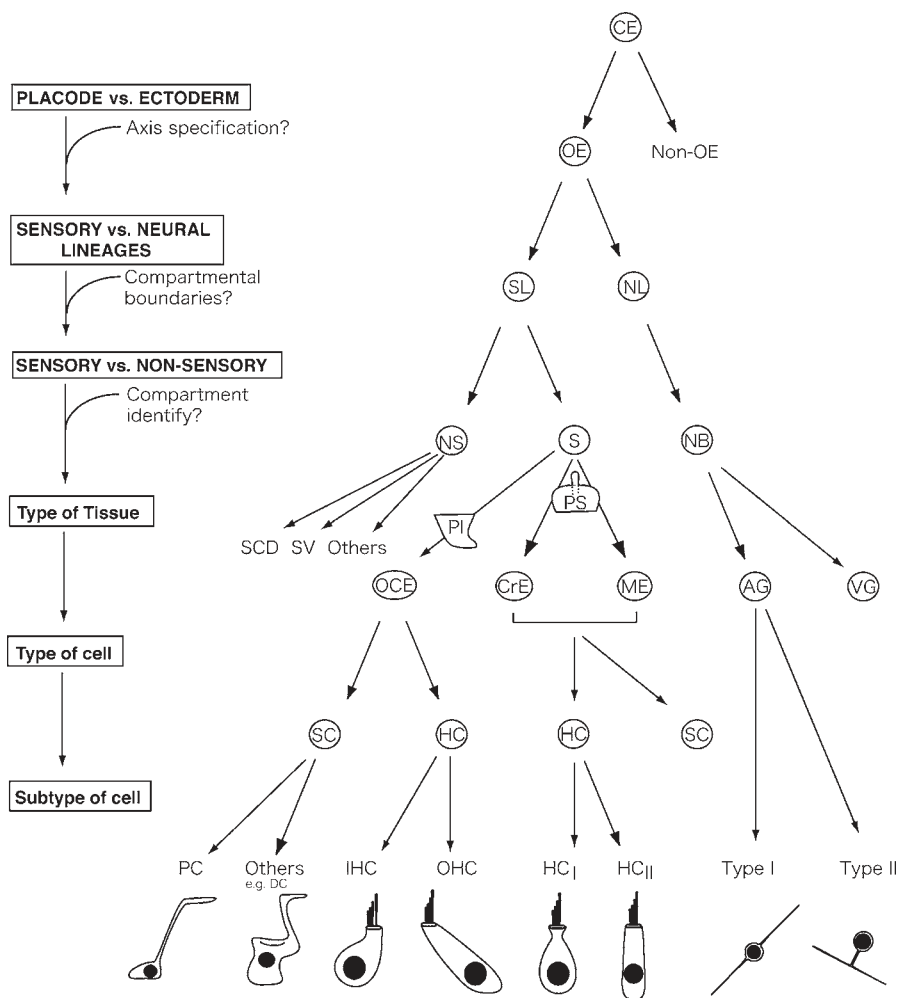 CE
PLACODE vs. ECTODERM
Axis specification?
OE
Non-OE
SENSORY vs. NEURAL
LINEAGES
Compartmental
boundaries?
SL
NL
SENSORY vs. NON-SENSORY
Compartment
identify?
NS
S
NB
PS
PI
Type of Tissue
SCD SV Others
OCE
CrE
ME
AG
VG
Type of cell
SC
HC
HC
SC
Subtype of cell
PC
Others
e.g. DC
IHC
OHC
HCI
HCII
Type I
Type II